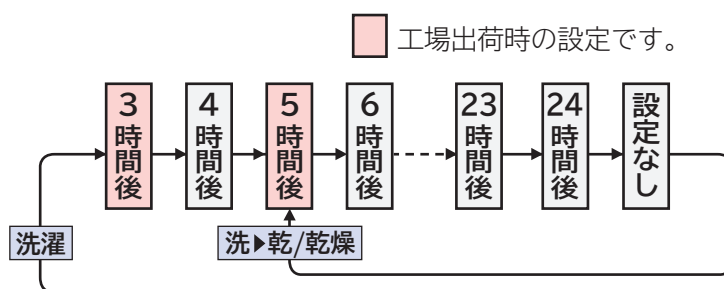 工場出荷時の設定です。
3時間後
4時間後
5時間後
6時間後
23時間後
24時間後
設定なし
洗濯
洗▶乾/乾燥